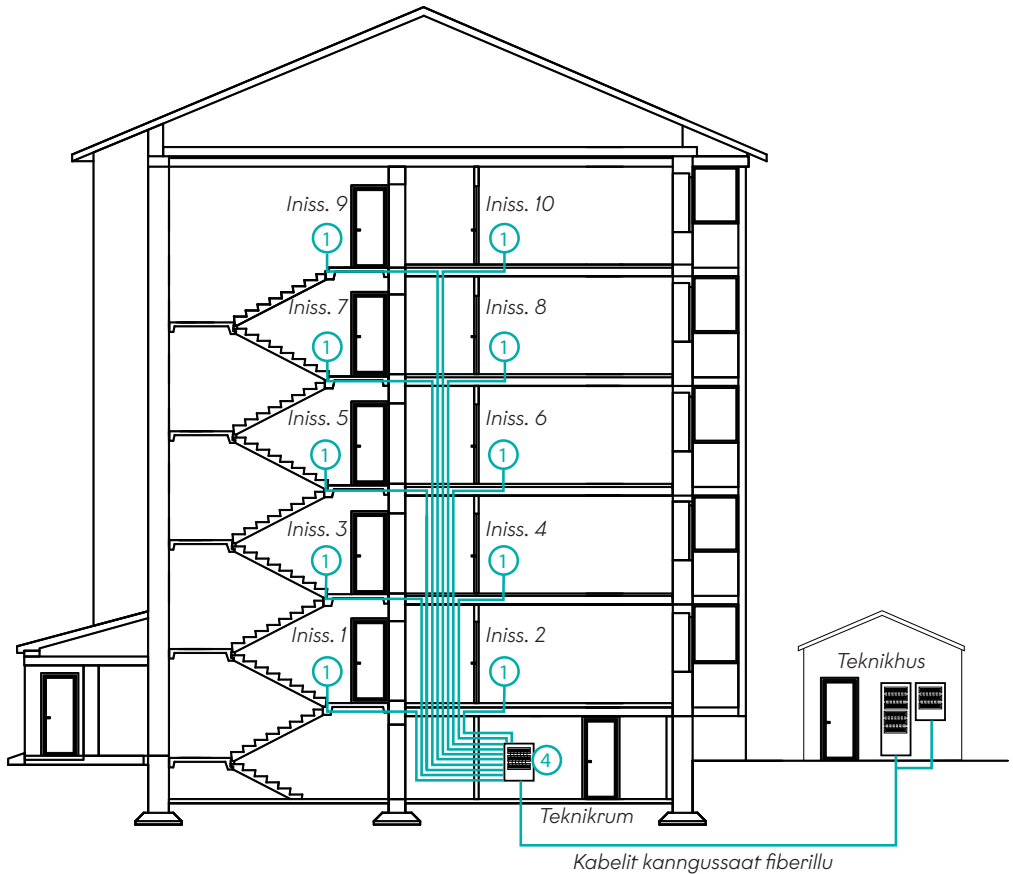 Iniss. 9
Iniss. 10
1
1
Iniss. 7
Iniss. 8
1
1
Iniss. 5
Iniss. 6
1
1
Iniss. 3
Iniss. 4
1
1
Iniss. 1
Iniss. 2
1
1
Teknikhus
4
Teknikrum
Kabelit kanngussaat fiberillu